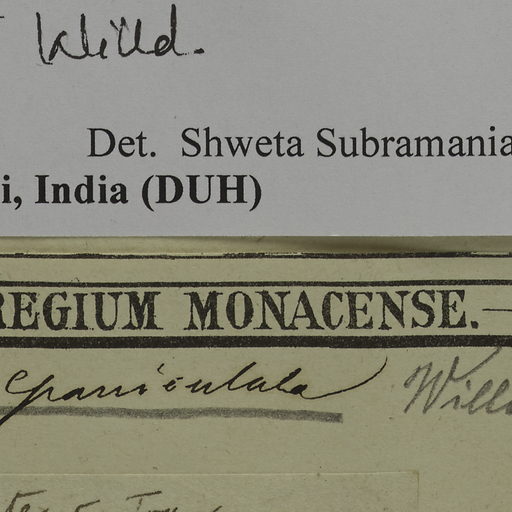 Willd.
Det. Shweta Subramania
i, India (DUH)
REGIUM MONACENSE.
paniculata Willd